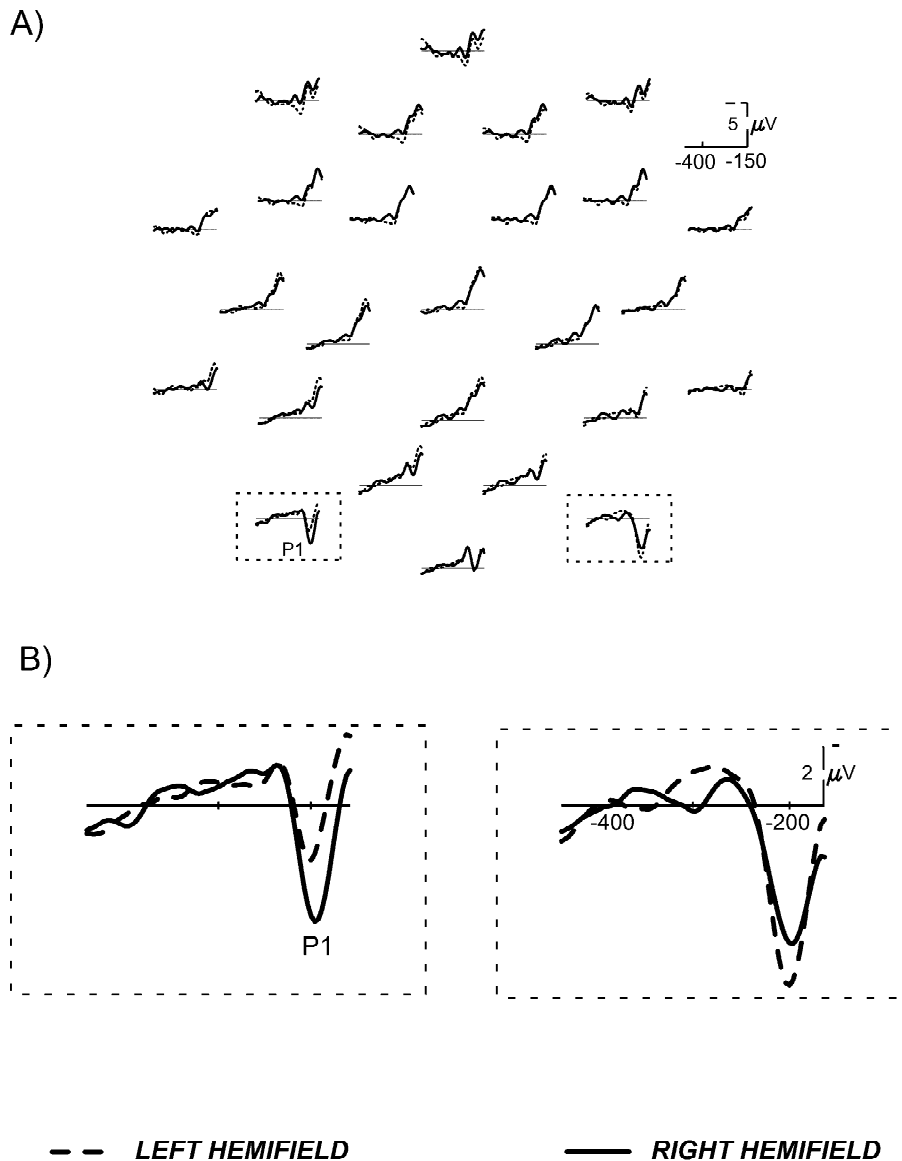 A)
5 μV
-400 -150
P1
B)
2 μV
-400 -200
P1
LEFT HEMIFIELD RIGHT HEMIFIELD